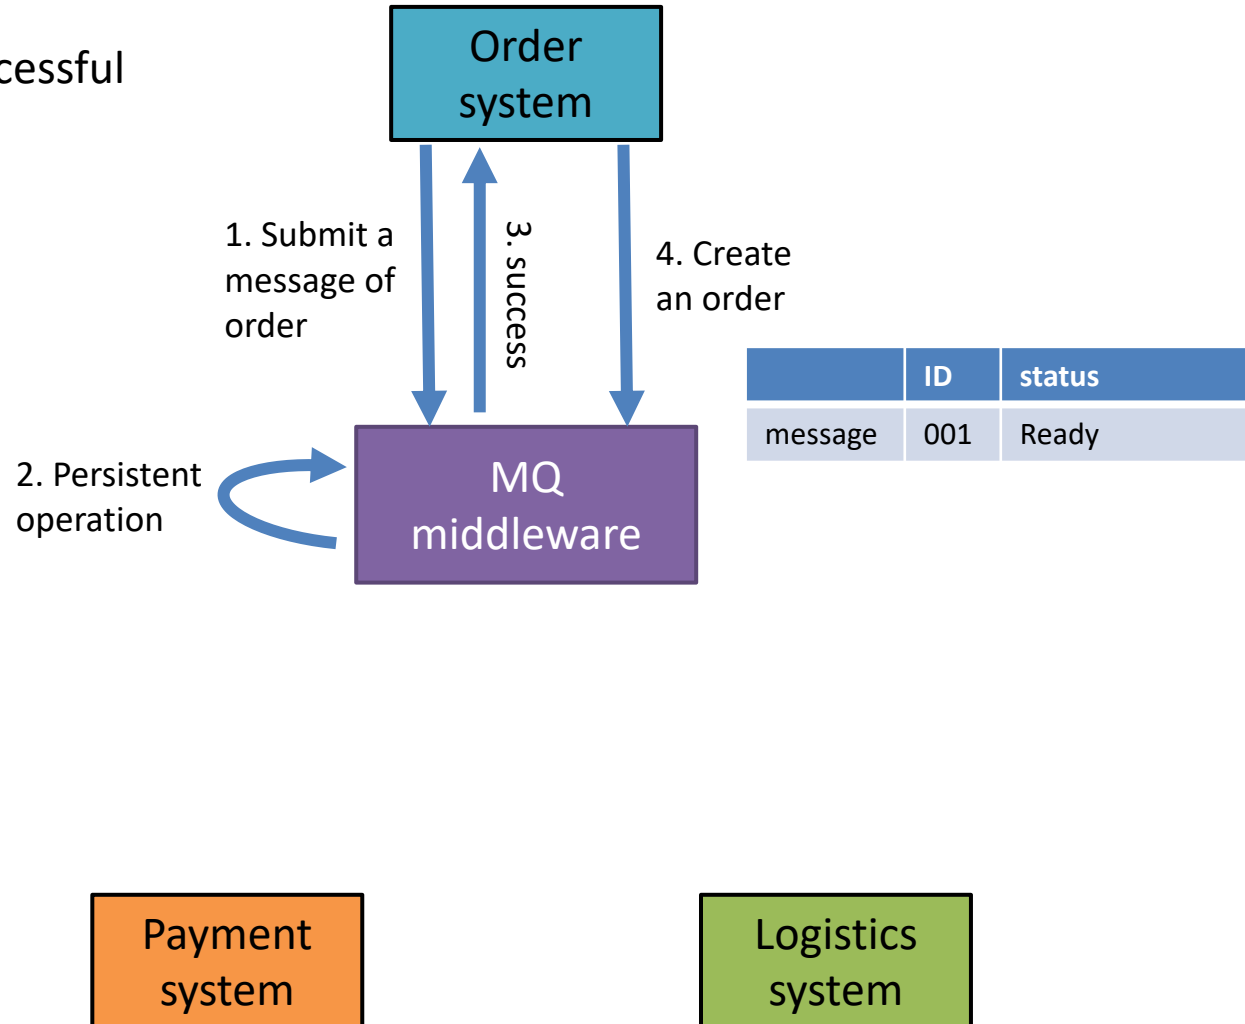 Order
system
1. Submit a
message of
order
3. success
4. Create
an order
ID status
message 001 Ready
2. Persistent
operation
MQ
middleware
Payment
system
Logistics
system